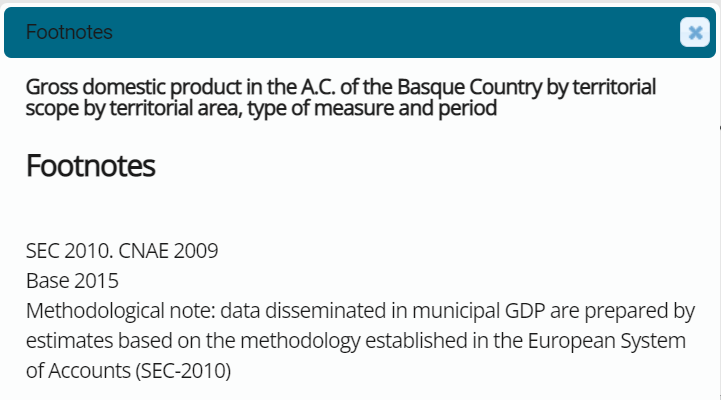 Footnotes
Gross domestic product in the A.C. of the Basque Country by territorial
scope by territorial area, type of measure and period
Footnotes
SEC 2010. CNAE 2009
Base 2015
Methodological note: data disseminated in municipal GDP are prepared by
estimates based on the methodology established in the European System
of Accounts (SEC-2010)